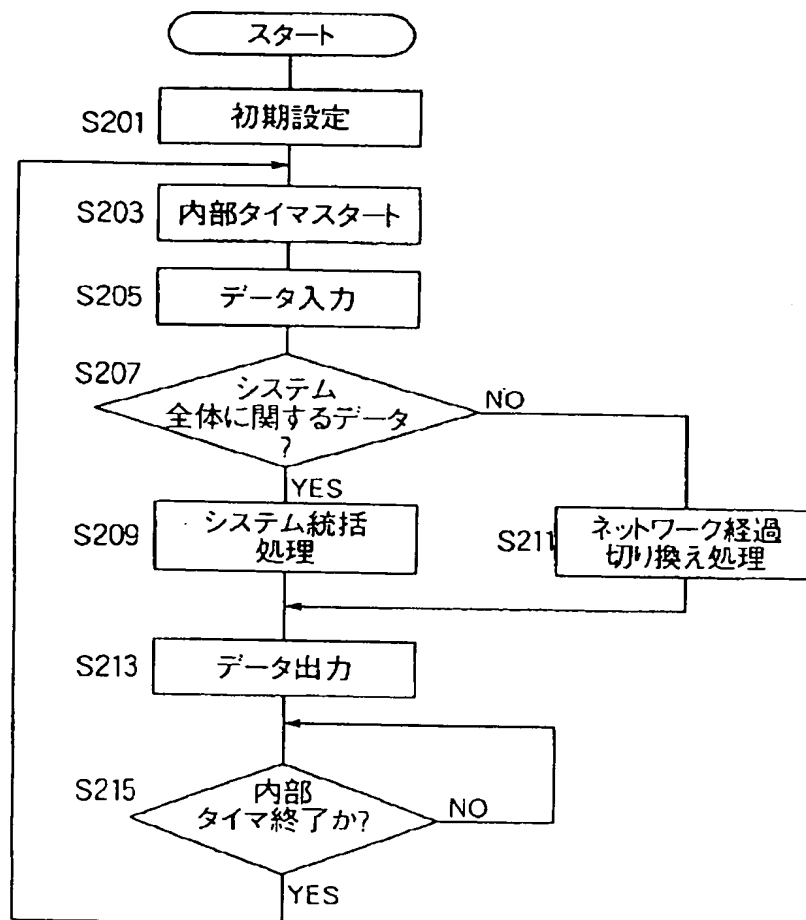 スタート
S201
初期設定
S203
内部タイマスタート
S205
データ入力
S207
システム
全体に関するデータ
?
NO
YES
S209
システム統括
処理
S211
ネットワーク経過
切り換え処理
S213
データ出力
S215
内部
タイマ終了か?
NO
YES